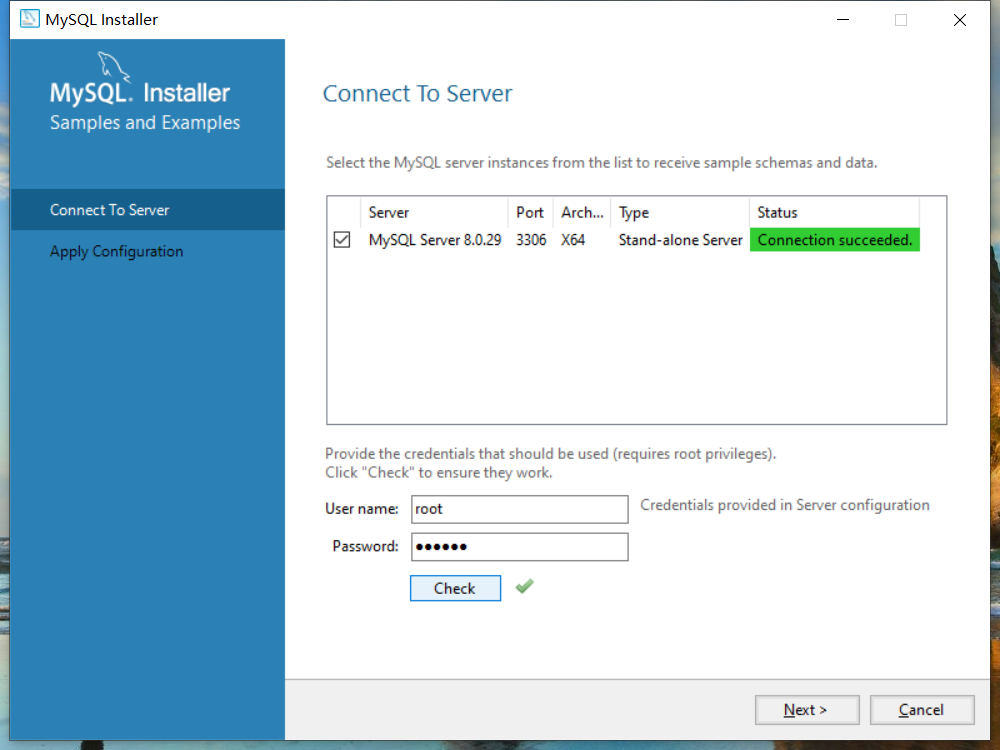 MySQL Installer
MySQL. Installer
Samples and Examples
Connect To Server
Apply Configuration
Connect To Server
Select the MySQL server instances from the list to receive sample schemas and data.
Server Port Arch... Type Status
MySQL Server 8.0.29 3306 X64 Stand-alone Server Connection succeeded.
Provide the credentials that should be used (requires root privileges).
Click "Check" to ensure they work.
User name: root Credentials provided in Server configuration
Password: ●●●●●●
Check
Next > Cancel